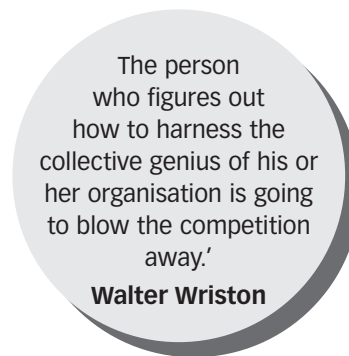 The person
who figures out
how to harness the
collective genius of his or
her organisation is going
to blow the competition
away.’
Walter Wriston